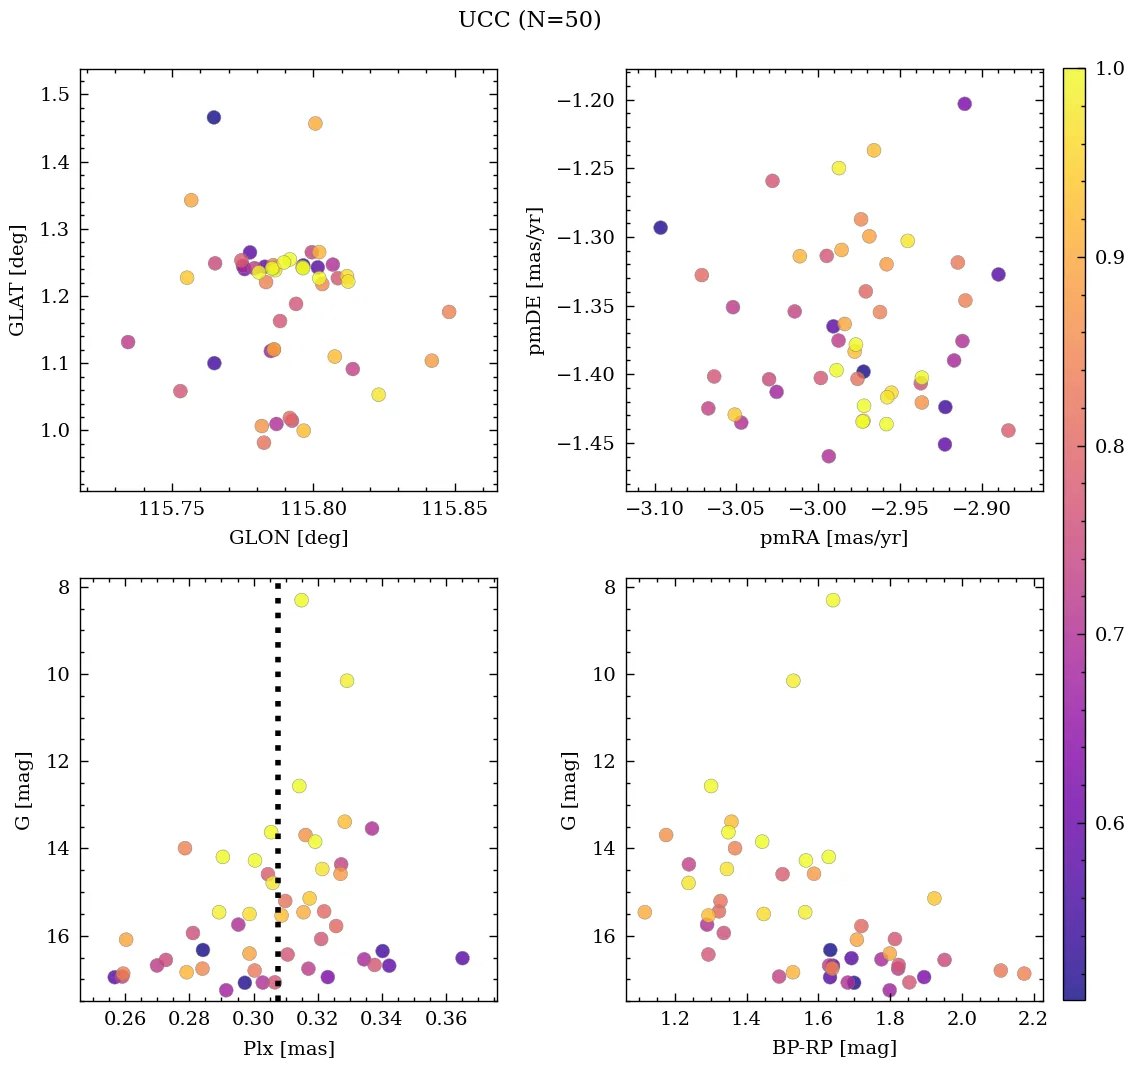 UCC (N=50)
1.5
1.4
1.3
1.2
1.1
1.0
GLAT [deg]
115.75 115.80 115.85
GLON [deg]
−1.20
−1.25
−1.30
−1.35
−1.40
−1.45
pmDE [mas/yr]
−3.10 −3.05 −3.00 −2.95 −2.90
pmRA [mas/yr]
1.0
0.9
0.8
0.7
0.6
8
10
12
14
16
G [mag]
0.26 0.28 0.30 0.32 0.34 0.36
Plx [mas]
8
10
12
14
16
G [mag]
1.2 1.4 1.6 1.8 2.0 2.2
BP-RP [mag]